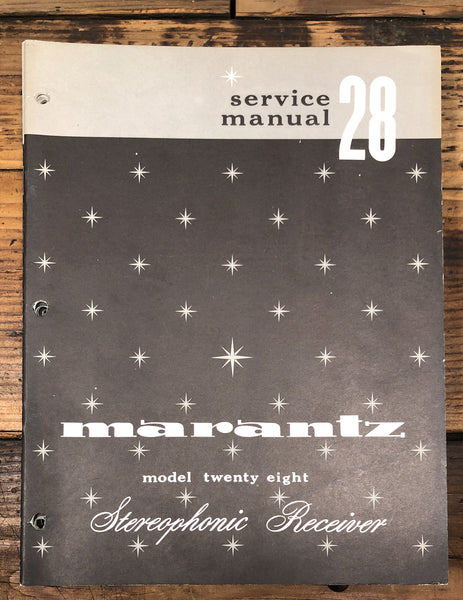 service
manual
28
marantz
model twenty eight
Stereophonic Receiver